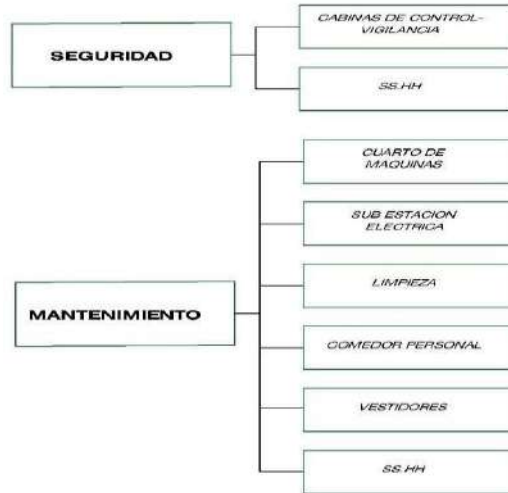 CABINAS DE CONTROL-
VIGILANCIA
SEGURIDAD
SS.HH
CUARTO DE
MAQUINAS
SUB ESTACION
ELECTRICA
LIMPIEZA
MANTENIMIENTO
COMEDOR PERSONAL
VESTIDORES
SS.HH